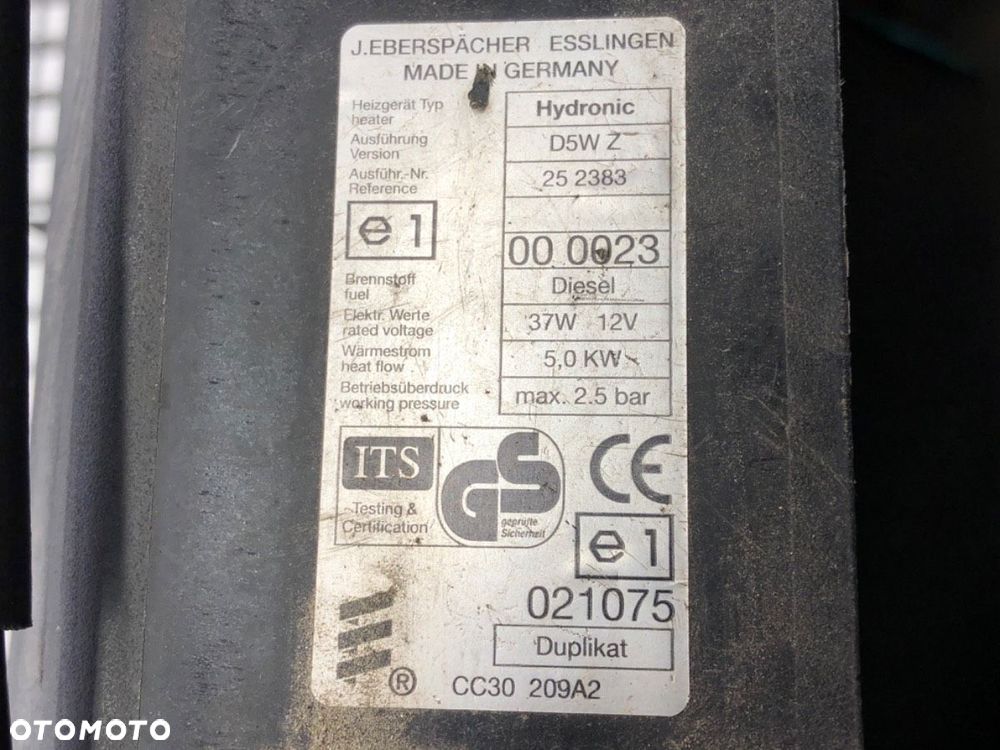 J.EBERSPÄCHER ESSLINGEN
MADE IN GERMANY
Heizgerät Typ
heater
Hydronic
Ausführung
Version
D5W Z
Ausführ.-Nr.
Reference
25 2383
e1
00 0023
Brennstoff
fuel
Diesel
Elektr. Werte
rated voltage
37W 12V
Wärmestrom
heat flow
5,0 KW
Betriebsüberdruck
working pressure
max. 2.5 bar
ITS
Testing &
Certification
GS
geprüfte
Sicherheit
CE
e1
021075
Duplikat
® CC30 209A2
OTOMOTO